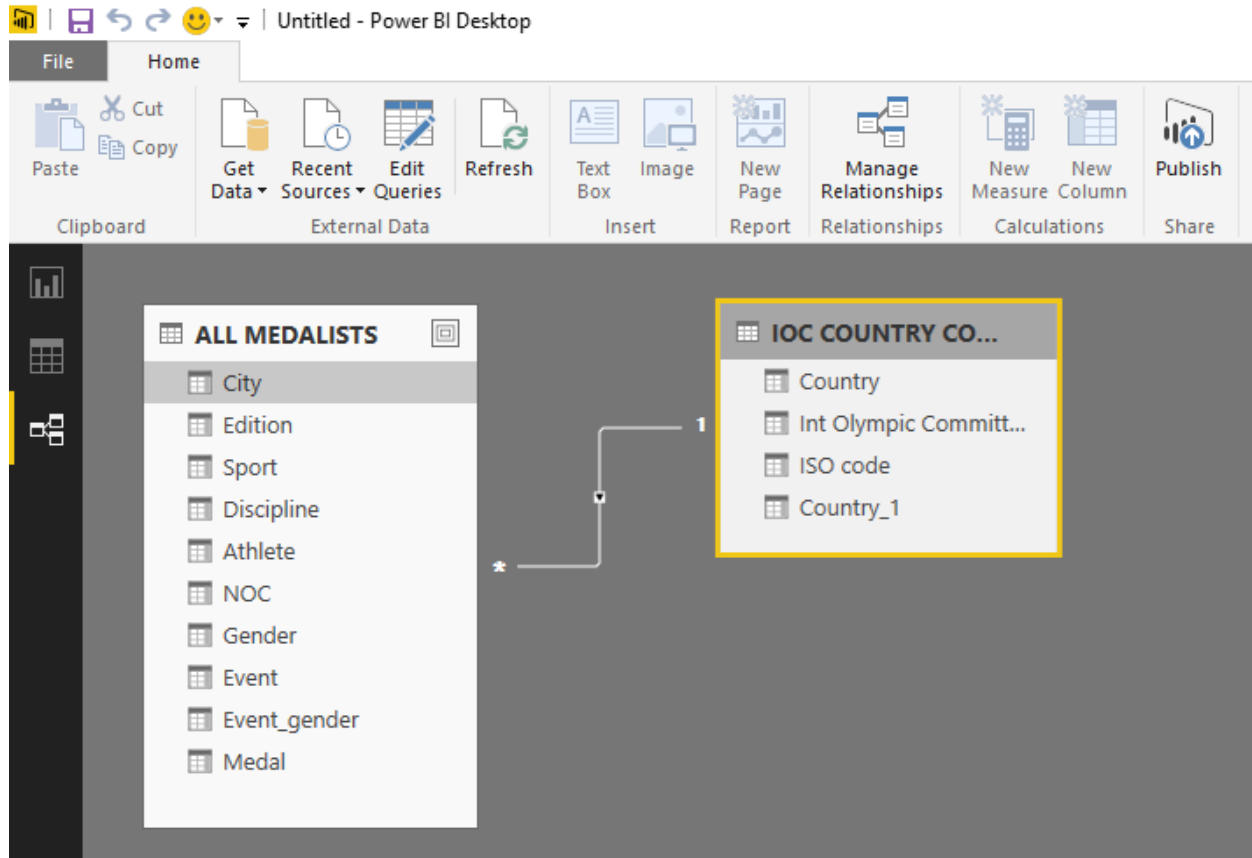 Untitled - Power BI Desktop
File Home
Cut
Copy
Paste
Get Data
Recent Sources
Edit Queries
Refresh
Text Box
Image
New Page
Manage Relationships
New Measure
New Column
Publish
Clipboard External Data Insert Report Relationships Calculations Share
ALL MEDALISTS
City
Edition
Sport
Discipline
Athlete
NOC
Gender
Event
Event_gender
Medal
*
1
IOC COUNTRY CO...
Country
Int Olympic Committ...
ISO code
Country_1